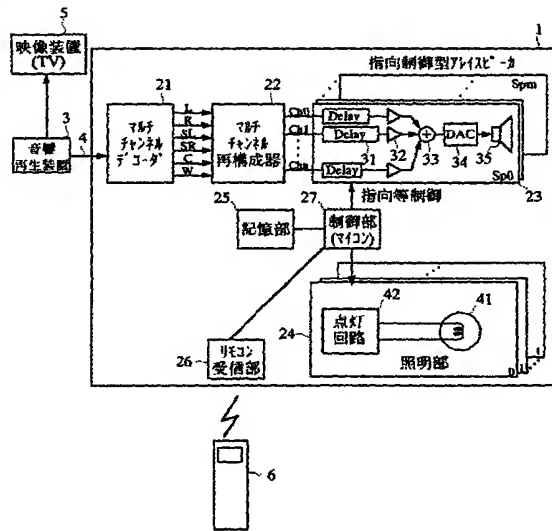 5
映像装置
(TV)
1
指向制御型アレイスピーカ
Spm
21
22
3
4
音響
再生装置
マルチ
チャンネル
デコーダ
L
R
SL
SR
C
W
マルチ
チャンネル
再構成器
Ch0
Ch1
Chn
Delay
Delay
Delay
31
32
33
DAC
34
35
Sp0
23
指向等制御
25
27
記憶部
制御部
(マイコン)
42
41
24
点灯
回路
照明部
0
1
26
リモコン
受信部
6